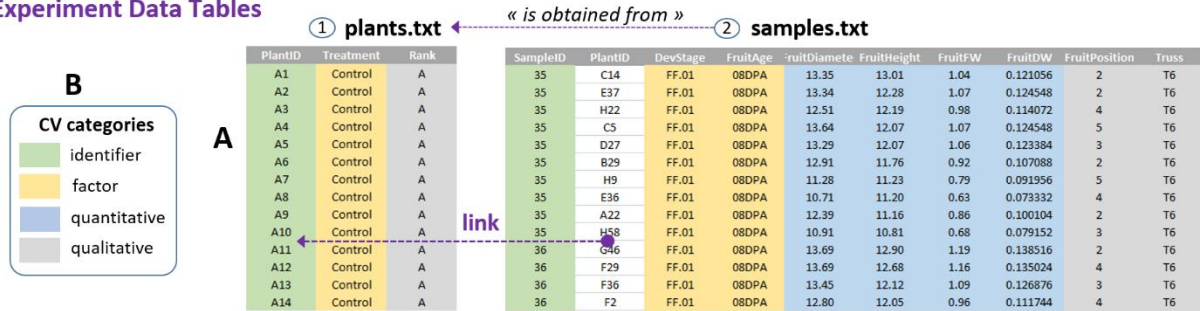 Experiment Data Tables
« is obtained from »
1 plants.txt
2 samples.txt
B
CV categories
identifier
factor
quantitative
qualitative
A
PlantID Treatment Rank
A1 Control A
A2 Control A
A3 Control A
A4 Control A
A5 Control A
A6 Control A
A7 Control A
A8 Control A
A9 Control A
A10 Control A
A11 Control A
A12 Control A
A13 Control A
A14 Control A
link
SampleID PlantID DevStage FruitAge FruitDiamete FruitHeight FruitFW FruitDW FruitPosition Truss
35 C14 FF.01 08DPA 13.35 13.01 1.04 0.121056 2 T6
35 E37 FF.01 08DPA 13.34 12.28 1.07 0.124548 2 T6
35 H22 FF.01 08DPA 12.51 12.19 0.98 0.114072 4 T6
35 C5 FF.01 08DPA 13.64 12.07 1.07 0.124548 5 T6
35 D27 FF.01 08DPA 13.29 12.07 1.06 0.123384 3 T6
35 B29 FF.01 08DPA 12.91 11.76 0.92 0.107088 2 T6
35 H9 FF.01 08DPA 11.28 11.23 0.79 0.091956 5 T6
35 E36 FF.01 08DPA 10.71 11.20 0.63 0.073332 4 T6
35 A22 FF.01 08DPA 12.39 11.16 0.86 0.100104 2 T6
35 H58 FF.01 08DPA 10.91 10.81 0.68 0.079152 3 T6
36 G46 FF.01 08DPA 13.69 12.90 1.19 0.138516 2 T6
36 F29 FF.01 08DPA 13.69 12.68 1.16 0.135024 4 T6
36 F36 FF.01 08DPA 13.45 12.12 1.09 0.126876 3 T6
36 F2 FF.01 08DPA 12.80 12.05 0.96 0.111744 4 T6